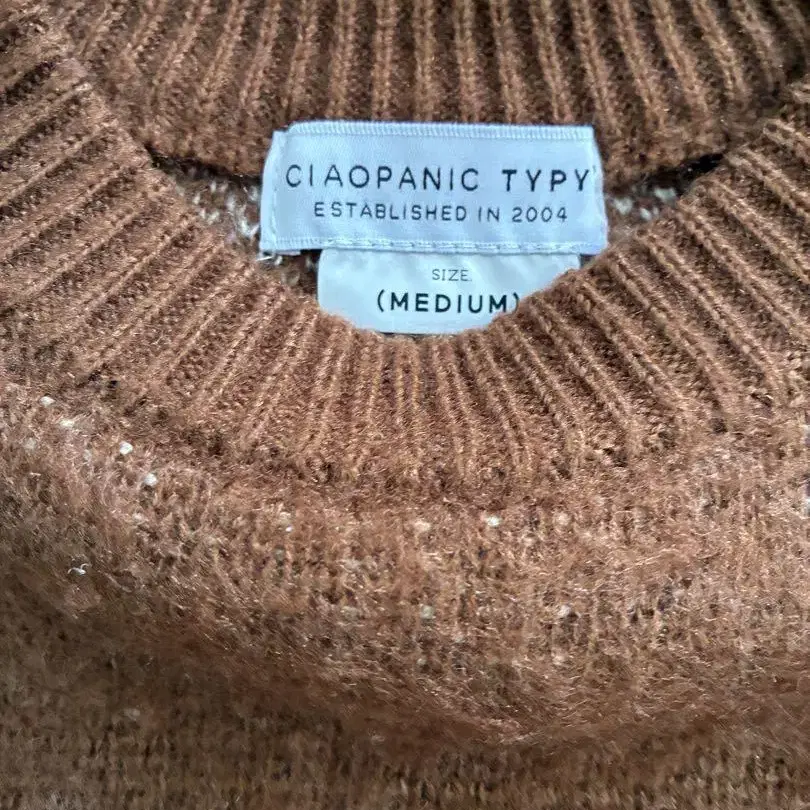 CIAOPANIC TYPY
ESTABLISHED IN 2004
SIZE.
(MEDIUM)